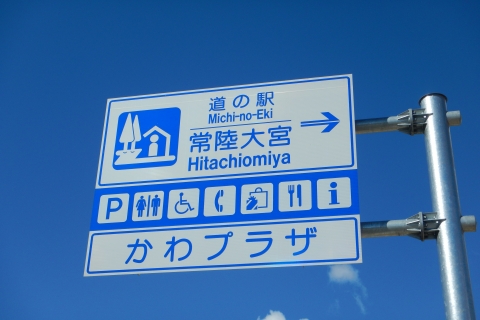 道の駅
Michi-no-Eki
常陸大宮
Hitachiomiya
P
i
かわプラザ